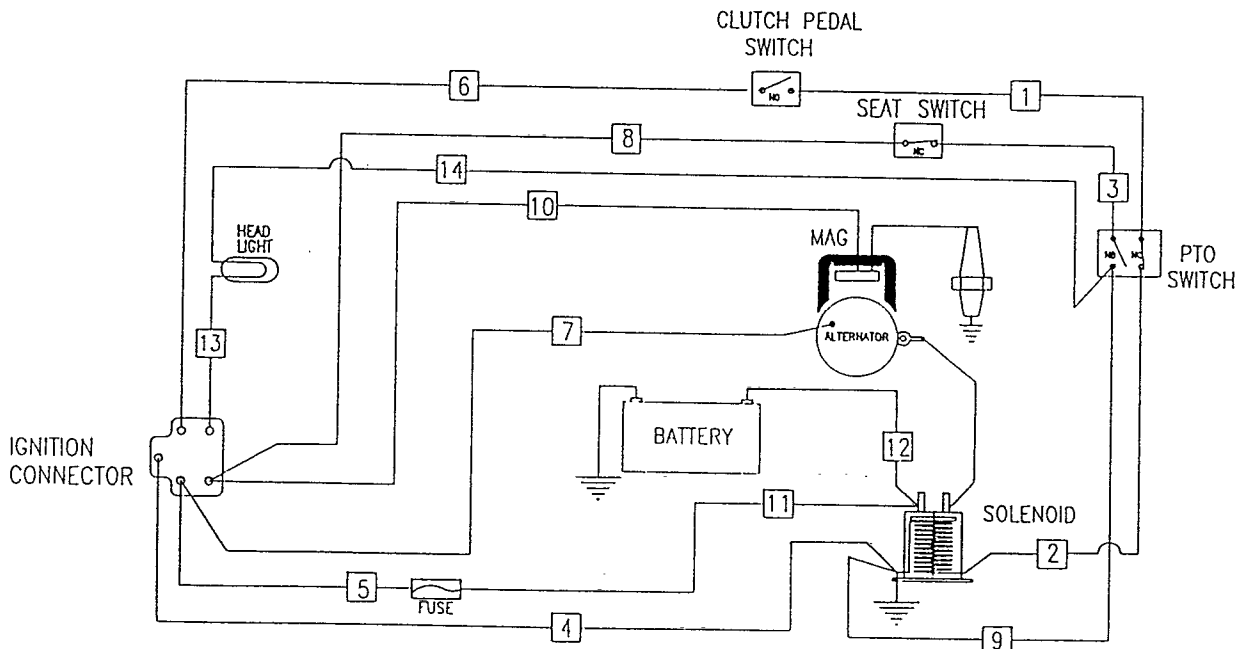 CLUTCH PEDAL
SWITCH
6
NO
1
SEAT SWITCH
8
NC
14
3
10
HEAD
LIGHT
MAG
NO
NC
PTO
SWITCH
7
ALTERNATOR
13
BATTERY
12
IGNITION
CONNECTOR
11
SOLENOID
2
5
FUSE
4
9